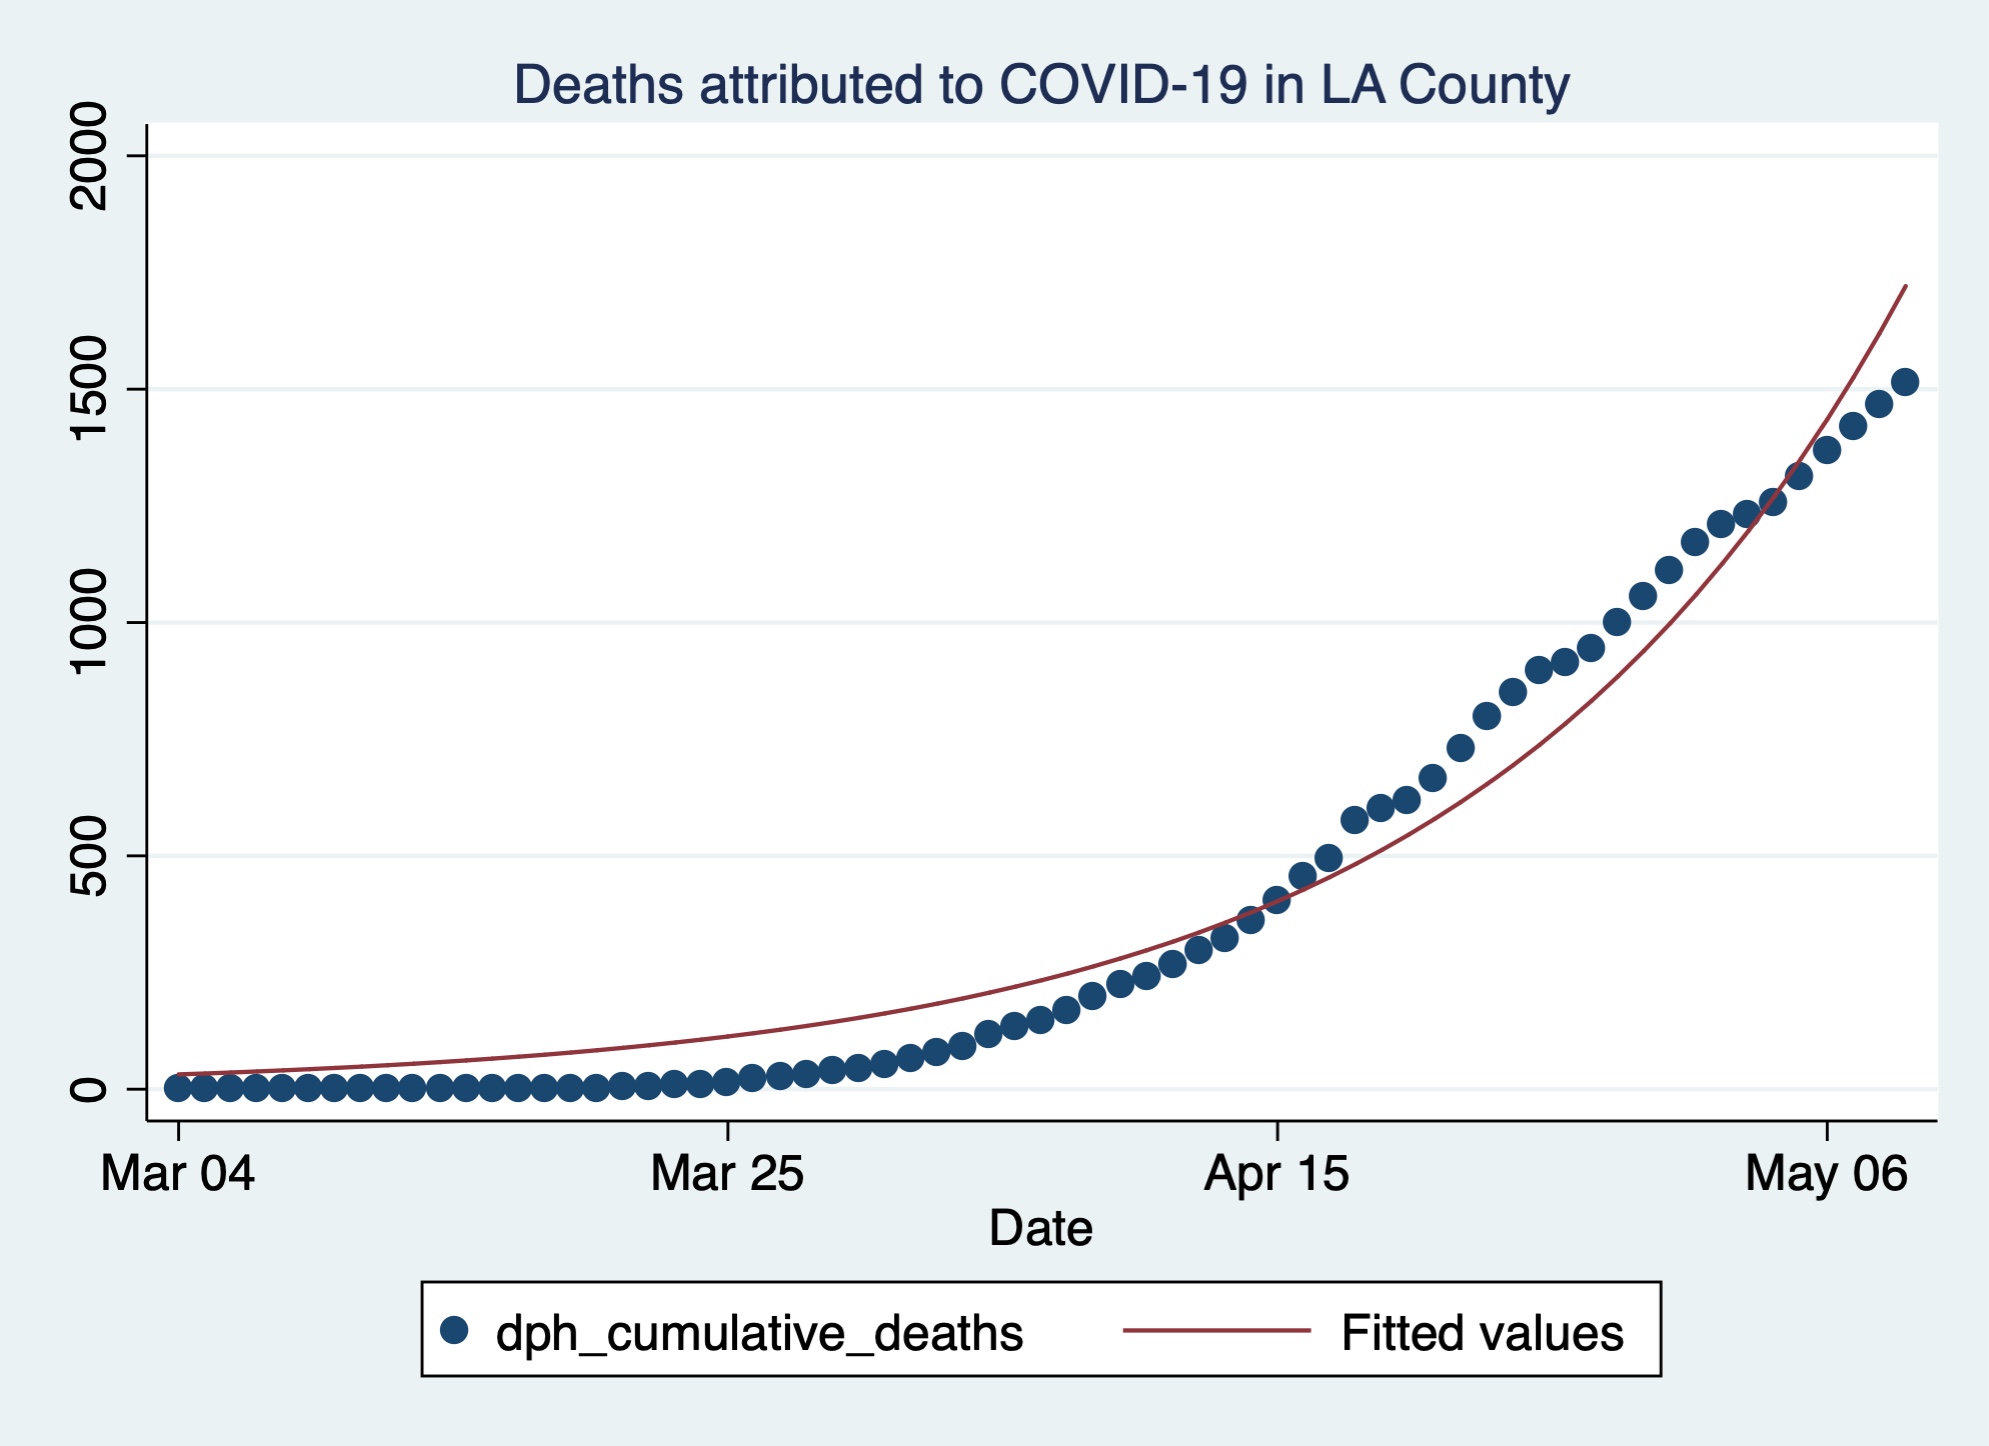 Deaths attributed to COVID-19 in LA County
2000
1500
1000
500
0
Mar 04 Mar 25 Apr 15 May 06
Date
dph_cumulative_deaths Fitted values